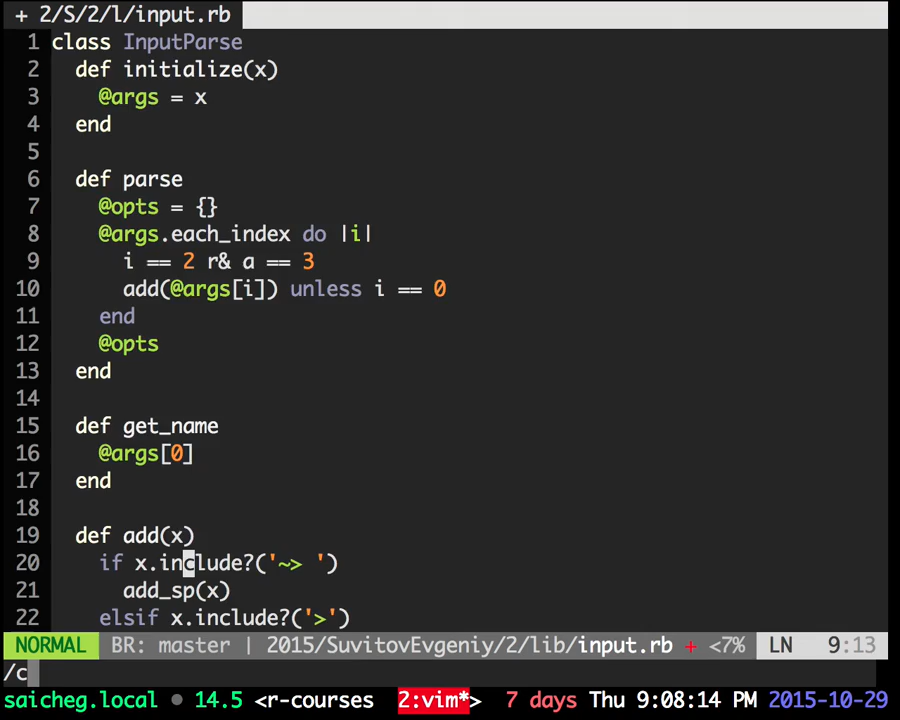 + 2/S/2/l/input.rb
1 class InputParse
2   def initialize(x)
3     @args = x
4   end
5
6   def parse
7     @opts = {}
8     @args.each_index do |i|
9       i == 2 r& a == 3
10       add(@args[i]) unless i == 0
11     end
12     @opts
13   end
14
15   def get_name
16     @args[0]
17   end
18
19   def add(x)
20     if x.include?('~> ')
21       add_sp(x)
22     elsif x.include?('>')
NORMAL BR: master | 2015/SuvitovEvgeniy/2/lib/input.rb + <7% LN 9:13
/c
saicheg.local ● 14.5 <r-courses 2:vim*> 7 days Thu 9:08:14 PM 2015-10-29